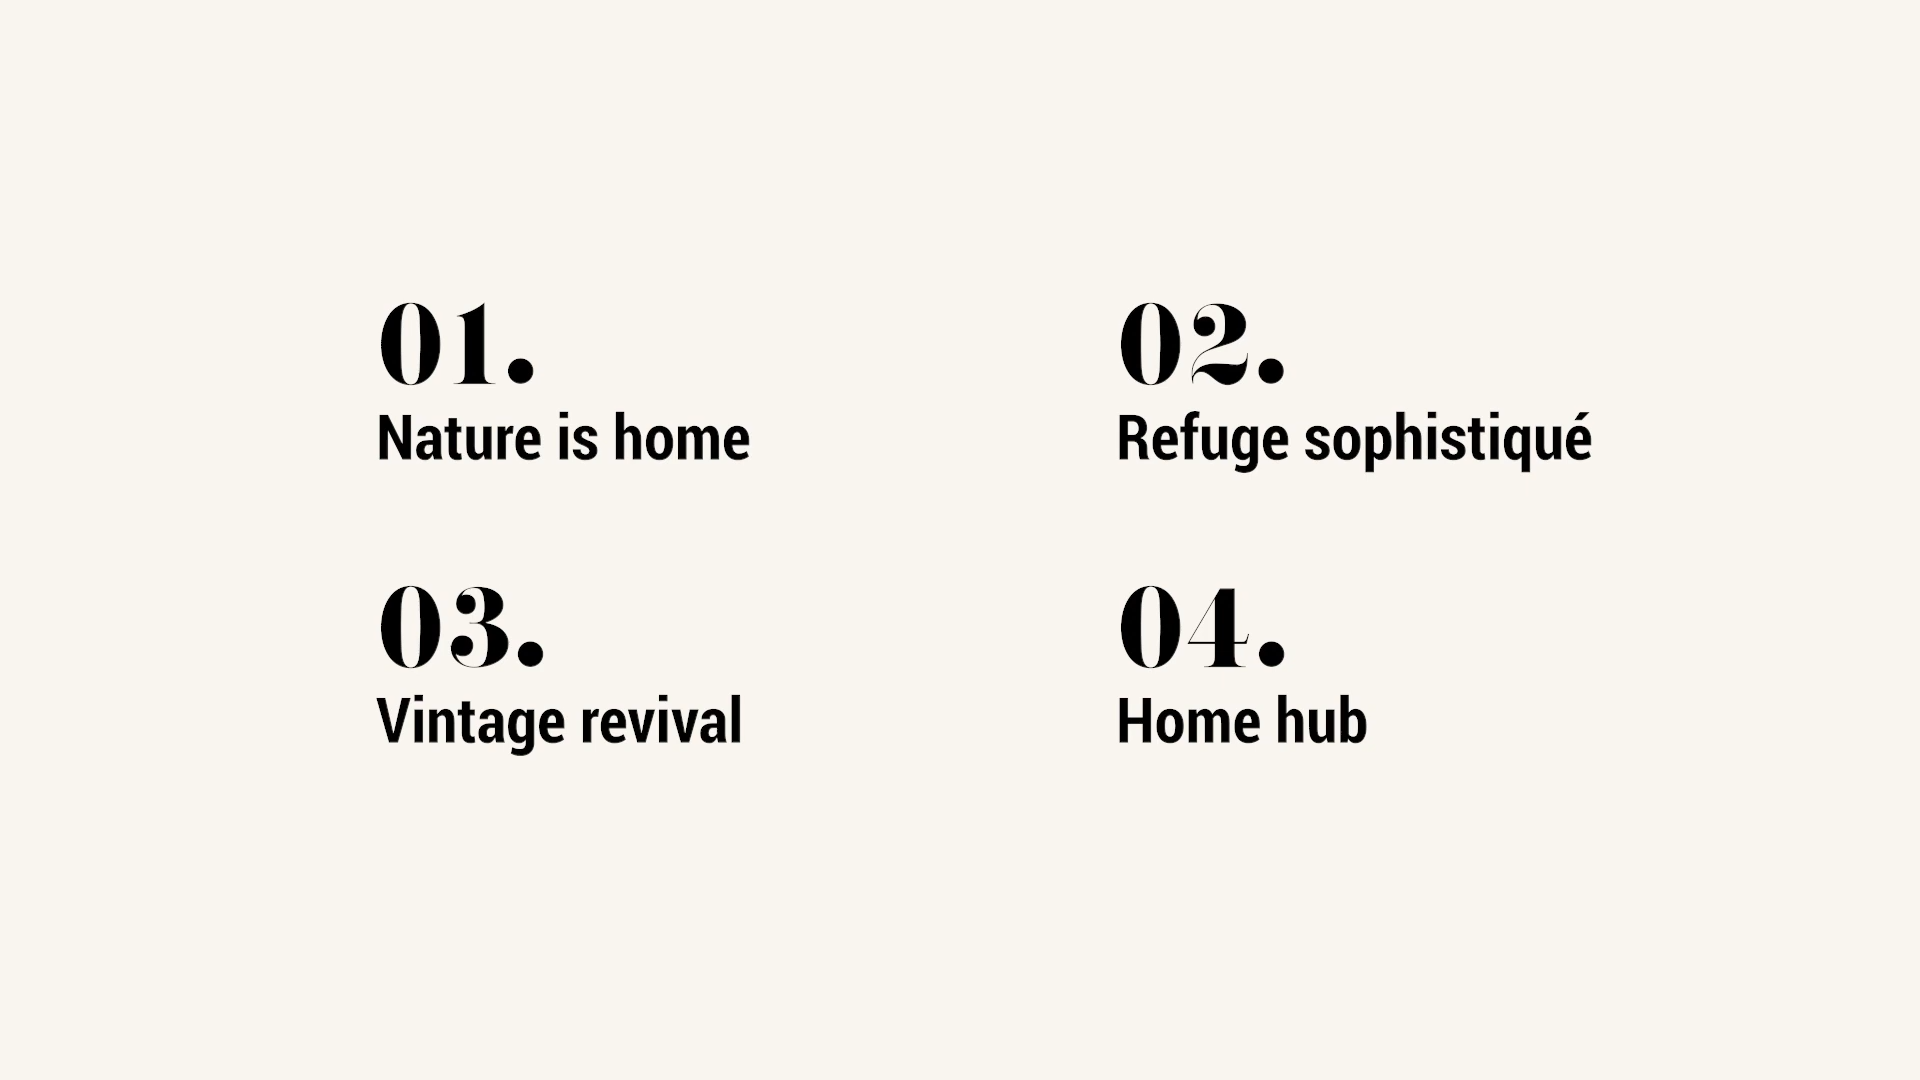 01.
Nature is home
02.
Refuge sophistiqué
03.
Vintage revival
04.
Home hub